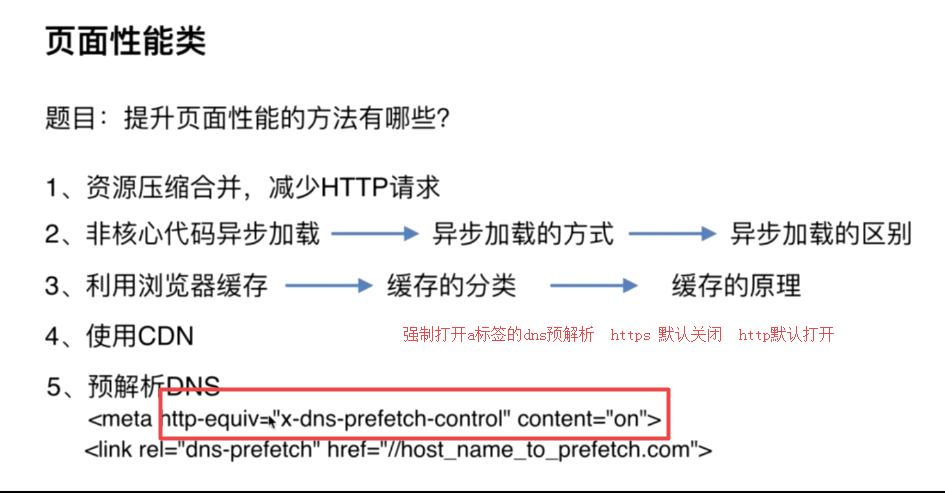 页面性能类
题目：提升页面性能的方法有哪些？
1、资源压缩合并，减少HTTP请求
2、非核心代码异步加载 异步加载的方式 异步加载的区别
3、利用浏览器缓存 缓存的分类 缓存的原理
4、使用CDN
强制打开a标签的dns预解析 https 默认关闭 http默认打开
5、预解析DNS
<meta http-equiv="x-dns-prefetch-control" content="on">
<link rel="dns-prefetch" href="//host_name_to_prefetch.com">